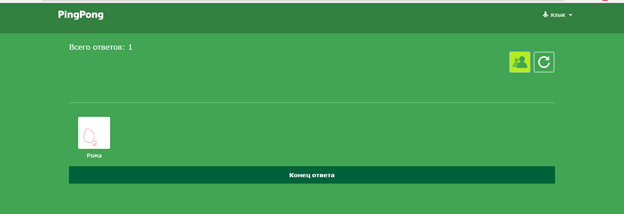 PingPong
язык
Всего ответов: 1
Рома
Конец ответа